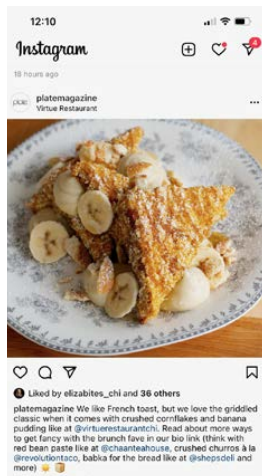 12:10
Instagram
4
18 hours ago
plate
platemagazine
Virtue Restaurant
Liked by elizabites_chi and 36 others
platemagazine We like French toast, but we love the griddled
classic when it comes with crushed cornflakes and banana
pudding like at @virtuerestaurantchi. Read about more ways
to get fancy with the brunch fave in our bio link (think with
red bean paste like at @chaanteahouse, crushed churros à la
@revolutiontaco, babka for the bread like at @shepsdeli and
more)